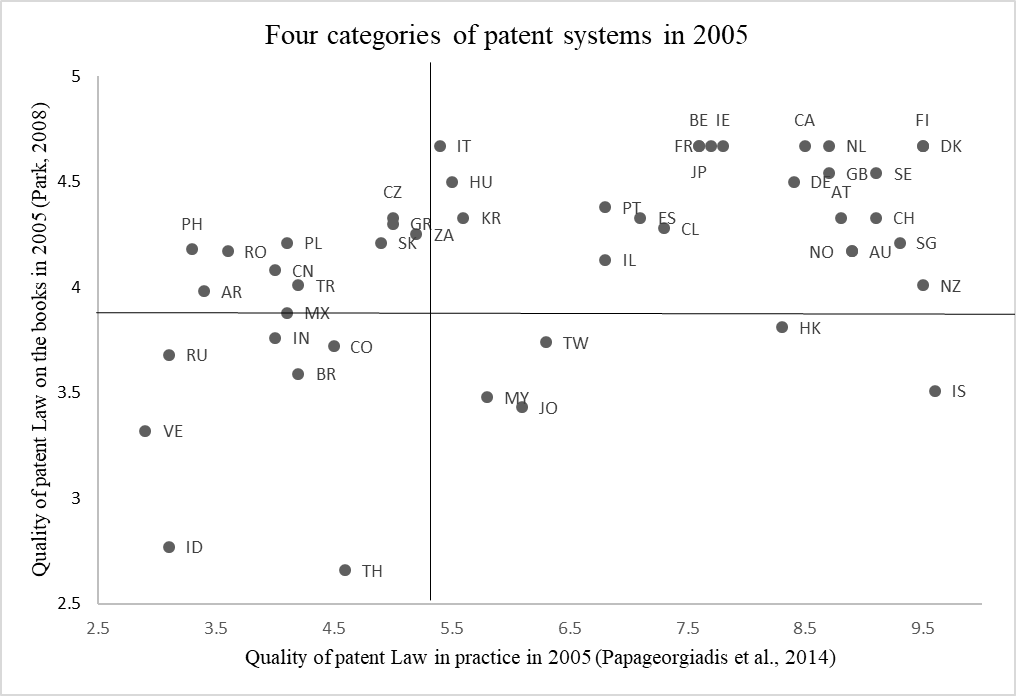 Four categories of patent systems in 2005
Quality of patent Law on the books in 2005 (Park, 2008)
5
BE IE CA FI
IT FR NL DK
4.5
JP
HU DE GB SE
CZ AT
PH GR KR PT ES CH
RO PL SK ZA IL CL NO AU SG
CN
AR TR NZ
4
MX
IN CO TW HK
RU
BR
3.5
MY JO IS
VE
3
ID
TH
2.5
2.5 3.5 4.5 5.5 6.5 7.5 8.5 9.5
Quality of patent Law in practice in 2005 (Papageorgiadis et al., 2014)